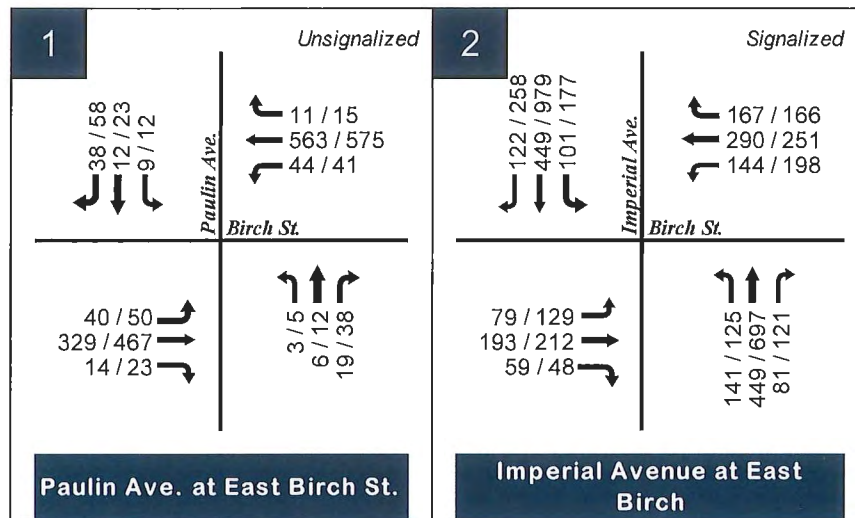 1
Unsignalized
38 / 58
12 / 23
9 / 12
Paulin Ave.
11 / 15
563 / 575
44 / 41
Birch St.
40 / 50
329 / 467
14 / 23
3 / 5
6 / 12
19 / 38
Paulin Ave. at East Birch St.
2
Signalized
122 / 258
449 / 979
101 / 177
Imperial Ave.
167 / 166
290 / 251
144 / 198
Birch St.
79 / 129
193 / 212
59 / 48
141 / 125
449 / 697
81 / 121
Imperial Avenue at East
Birch